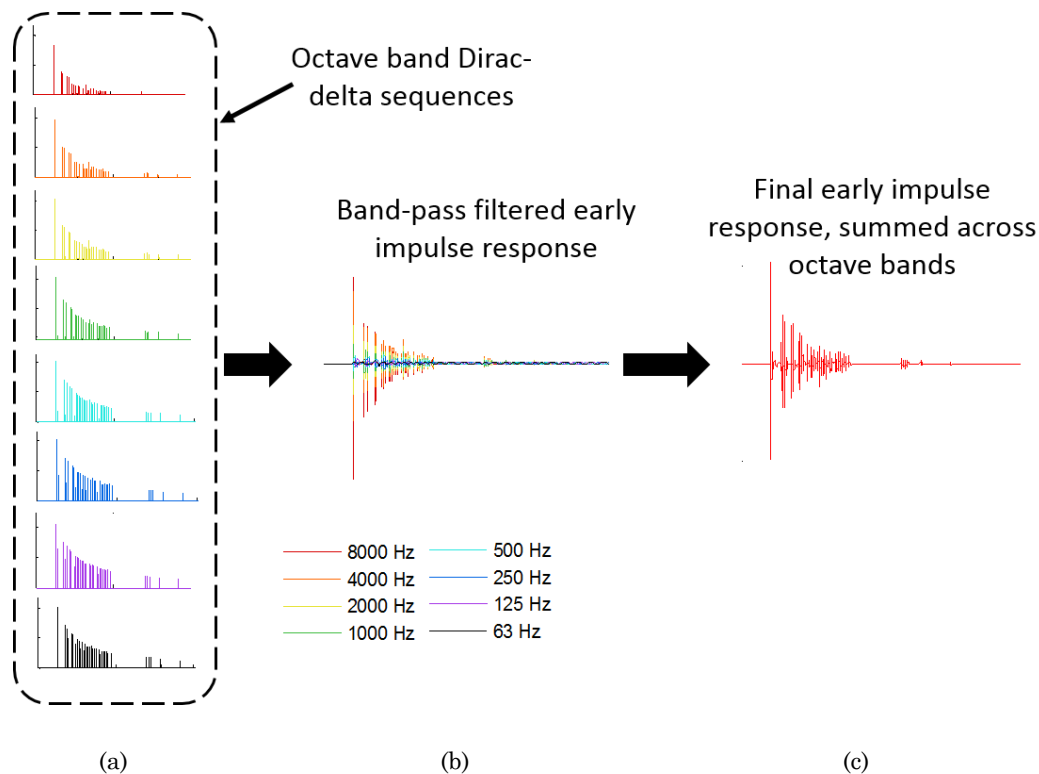 Octave band Dirac-
delta sequences
Band-pass filtered early
impulse response
Final early impulse
response, summed across
octave bands
8000 Hz
4000 Hz
2000 Hz
1000 Hz
500 Hz
250 Hz
125 Hz
63 Hz
(a)
(b)
(c)